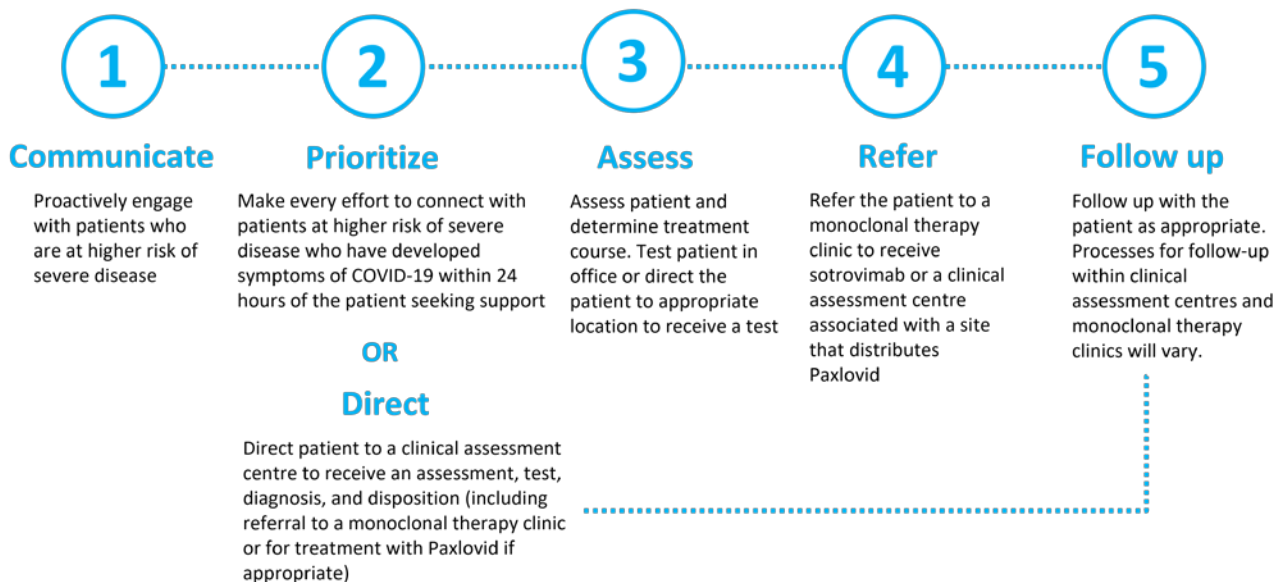 1
Communicate
Proactively engage
with patients who
are at higher risk of
severe disease
2
Prioritize
Make every effort to connect with
patients at higher risk of severe
disease who have developed
symptoms of COVID-19 within 24
hours of the patient seeking support
OR
Direct
Direct patient to a clinical assessment
centre to receive an assessment, test,
diagnosis, and disposition (including
referral to a monoclonal therapy clinic
or for treatment with Paxlovid if
appropriate)
3
Assess
Assess patient and
determine treatment
course. Test patient in
office or direct the
patient to appropriate
location to receive a test
4
Refer
Refer the patient to a
monoclonal therapy
clinic to receive
sotrovimab or a clinical
assessment centre
associated with a site
that distributes
Paxlovid
5
Follow up
Follow up with the
patient as appropriate.
Processes for follow-up
within clinical
assessment centres and
monoclonal therapy
clinics will vary.